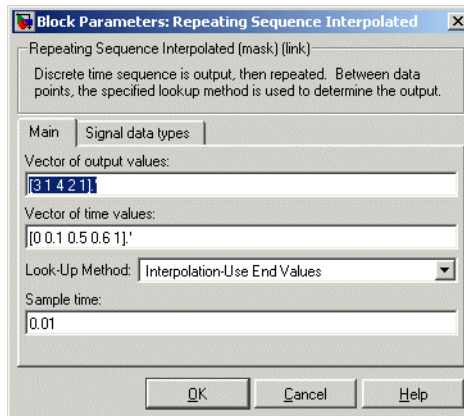 Block Parameters: Repeating Sequence Interpolated
Repeating Sequence Interpolated (mask) (link)
Discrete time sequence is output, then repeated. Between data
points, the specified lookup method is used to determine the output.
Main Signal data types
Vector of output values:
[3 1 4 2 1].'
Vector of time values:
[0 0.1 0.5 0.6 1].'
Look-Up Method: Interpolation-Use End Values
Sample time:
0.01
OK Cancel Help